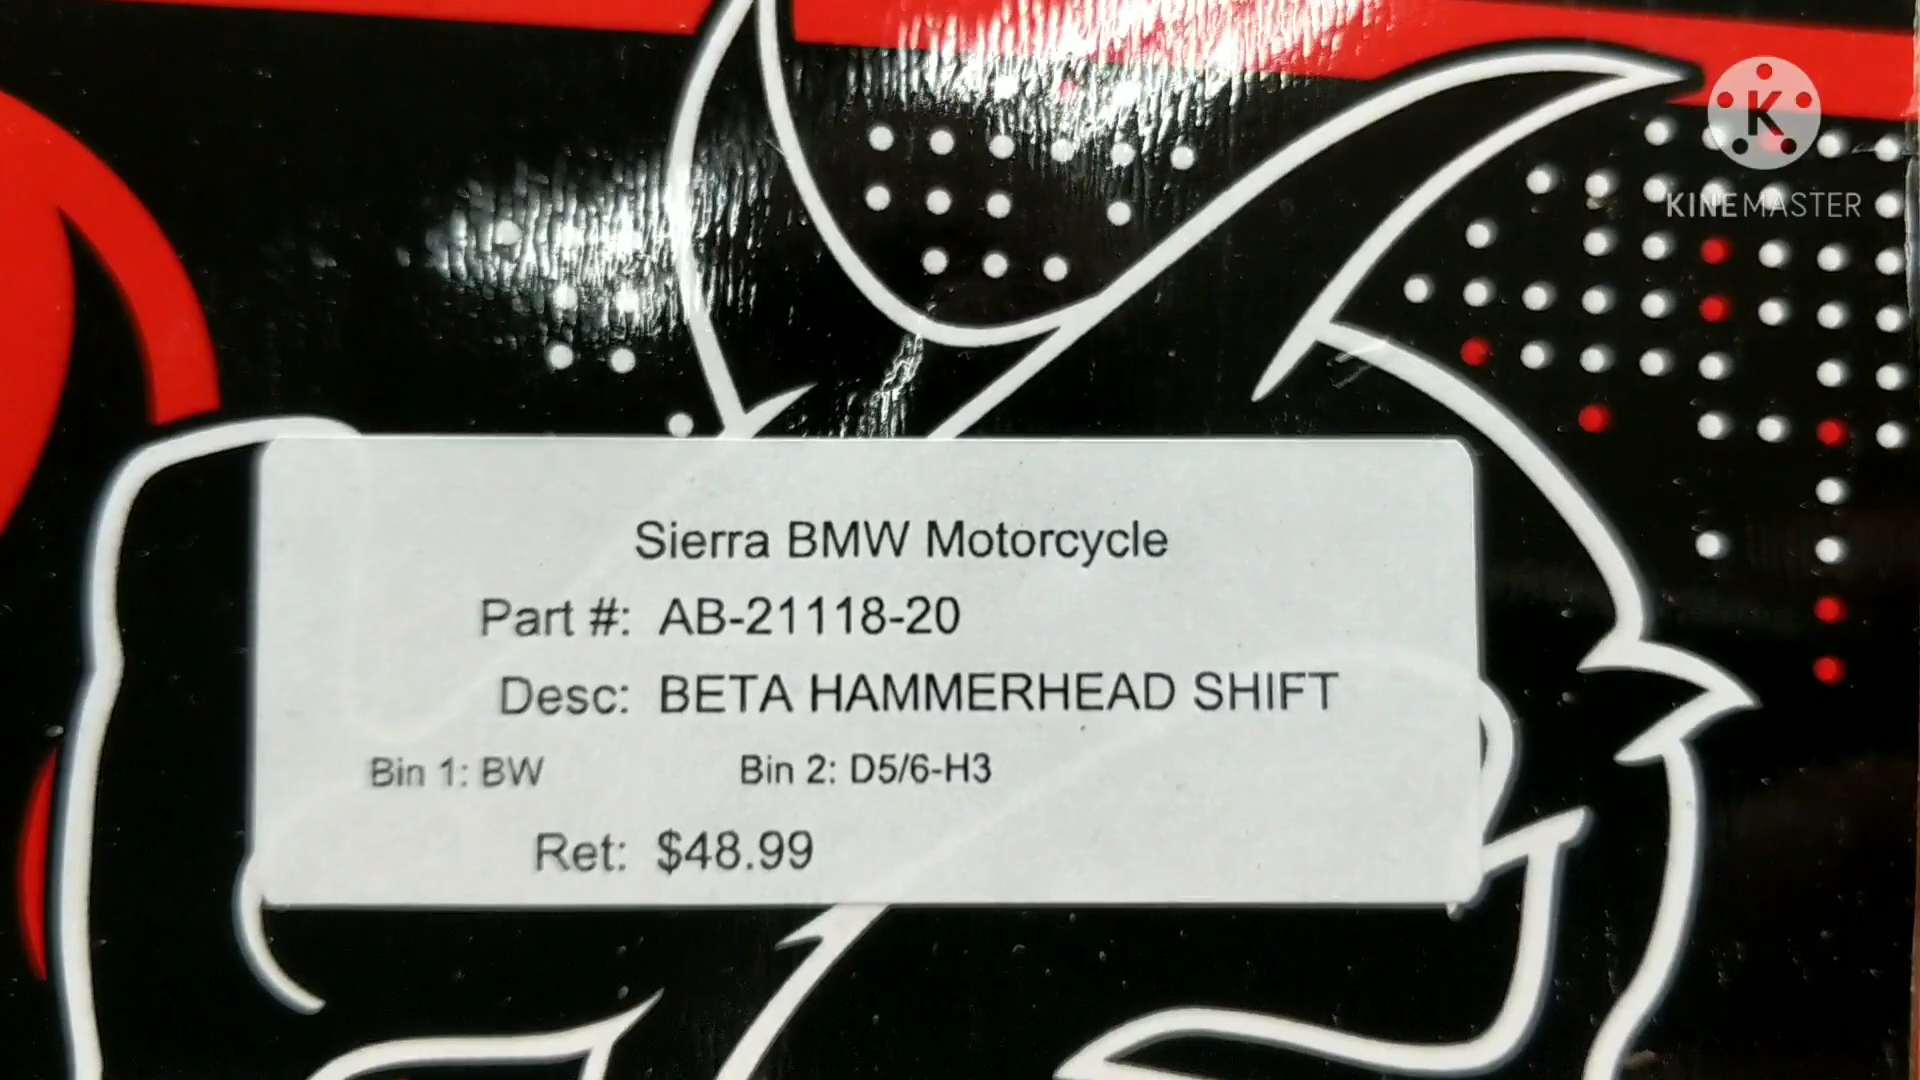 K
KINEMASTER
Sierra BMW Motorcycle
Part #: AB-21118-20
Desc: BETA HAMMERHEAD SHIFT
Bin 1: BW Bin 2: D5/6-H3
Ret: $48.99